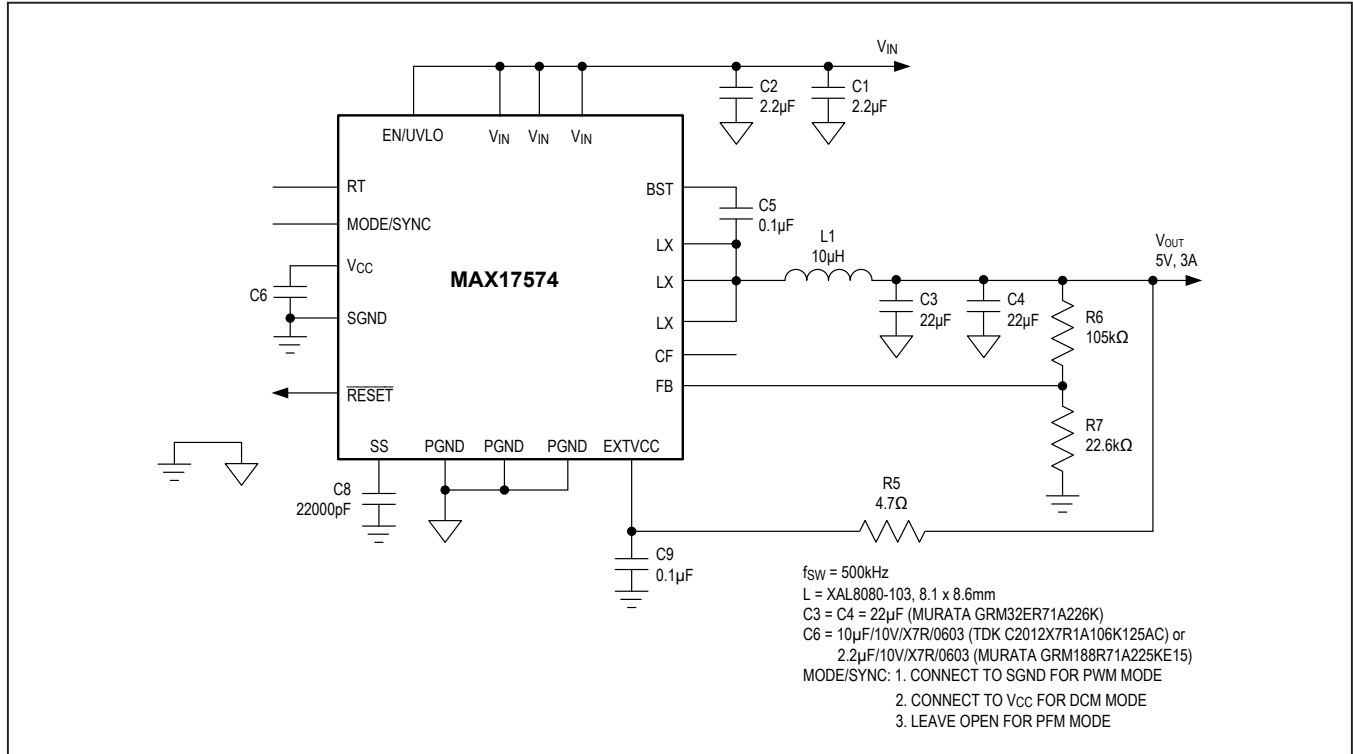 VIN
C2
2.2µF
C1
2.2µF
EN/UVLO
VIN
VIN
VIN
RT
BST
MODE/SYNC
C5
0.1µF
LX
VCC
MAX17574
LX
L1
10µH
VOUT
5V, 3A
C6
SGND
LX
C3
22µF
C4
22µF
R6
105kΩ
CF
RESET
FB
R7
22.6kΩ
SS
PGND
PGND
PGND
EXTVCC
C8
22000pF
R5
4.7Ω
C9
0.1µF
fSW = 500kHz
L = XAL8080-103, 8.1 x 8.6mm
C3 = C4 = 22µF (MURATA GRM32ER71A226K)
C6 = 10µF/10V/X7R/0603 (TDK C2012X7R1A106K125AC) or
2.2µF/10V/X7R/0603 (MURATA GRM188R71A225KE15)
MODE/SYNC: 1. CONNECT TO SGND FOR PWM MODE
2. CONNECT TO VCC FOR DCM MODE
3. LEAVE OPEN FOR PFM MODE